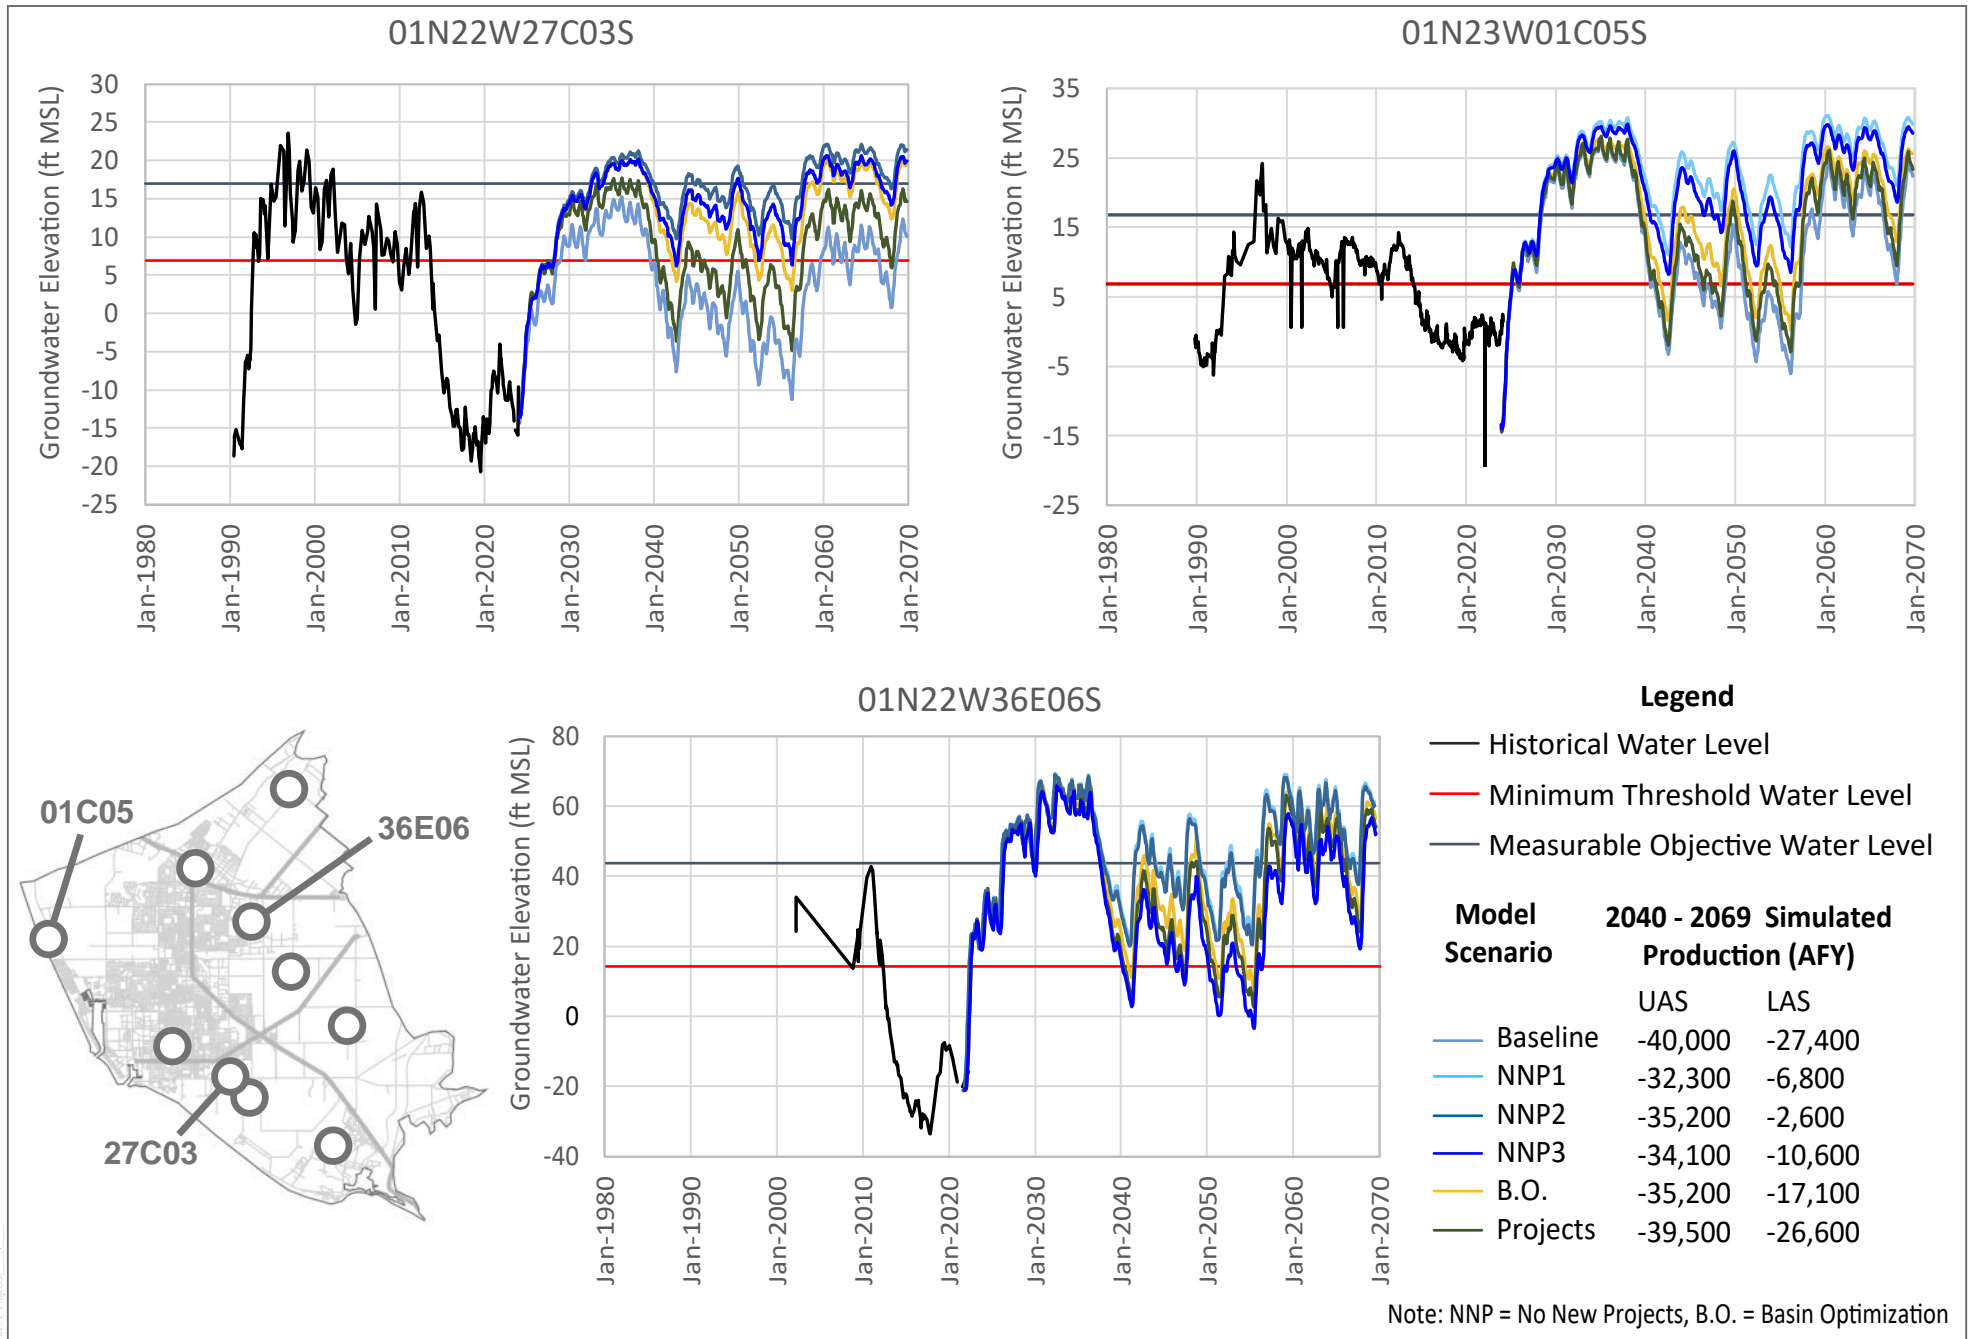 01N22W27C03S
Groundwater Elevation (ft MSL)
30
25
20
15
10
5
0
-5
-10
-15
-20
-25
Jan-1980
Jan-1990
Jan-2000
Jan-2010
Jan-2020
Jan-2030
Jan-2040
Jan-2050
Jan-2060
Jan-2070
01N23W01C05S
Groundwater Elevation (ft MSL)
35
25
15
5
-5
-15
-25
Jan-1980
Jan-1990
Jan-2000
Jan-2010
Jan-2020
Jan-2030
Jan-2040
Jan-2050
Jan-2060
Jan-2070
01C05
36E06
27C03
01N22W36E06S
Groundwater Elevation (ft MSL)
80
60
40
20
0
-20
-40
Jan-1980
Jan-1990
Jan-2000
Jan-2010
Jan-2020
Jan-2030
Jan-2040
Jan-2050
Jan-2060
Jan-2070
Legend
Historical Water Level
Minimum Threshold Water Level
Measurable Objective Water Level
Model Scenario
2040 - 2069 Simulated Production (AFY)
UAS LAS
Baseline -40,000 -27,400
NNP1 -32,300 -6,800
NNP2 -35,200 -2,600
NNP3 -34,100 -10,600
B.O. -35,200 -17,100
Projects -39,500 -26,600
Note: NNP = No New Projects, B.O. = Basin Optimization